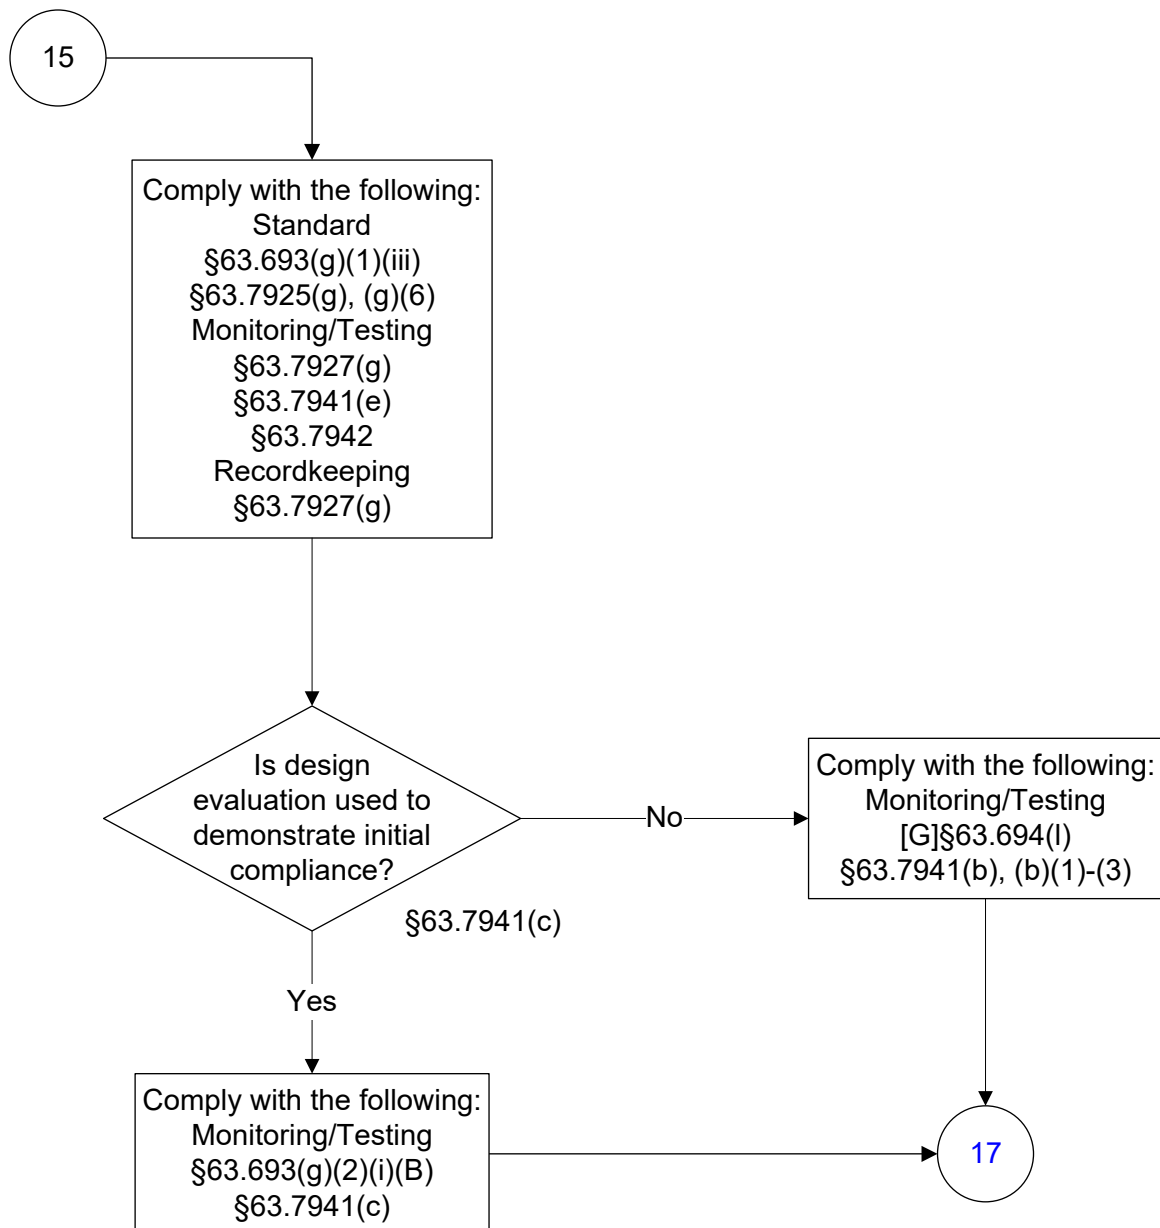 15
Comply with the following:
Standard
§63.693(g)(1)(iii)
§63.7925(g), (g)(6)
Monitoring/Testing
§63.7927(g)
§63.7941(e)
§63.7942
Recordkeeping
§63.7927(g)
Is design
evaluation used to
demonstrate initial
compliance?
§63.7941(c)
No
Comply with the following:
Monitoring/Testing
[G]§63.694(l)
§63.7941(b), (b)(1)-(3)
Yes
Comply with the following:
Monitoring/Testing
§63.693(g)(2)(i)(B)
§63.7941(c)
17